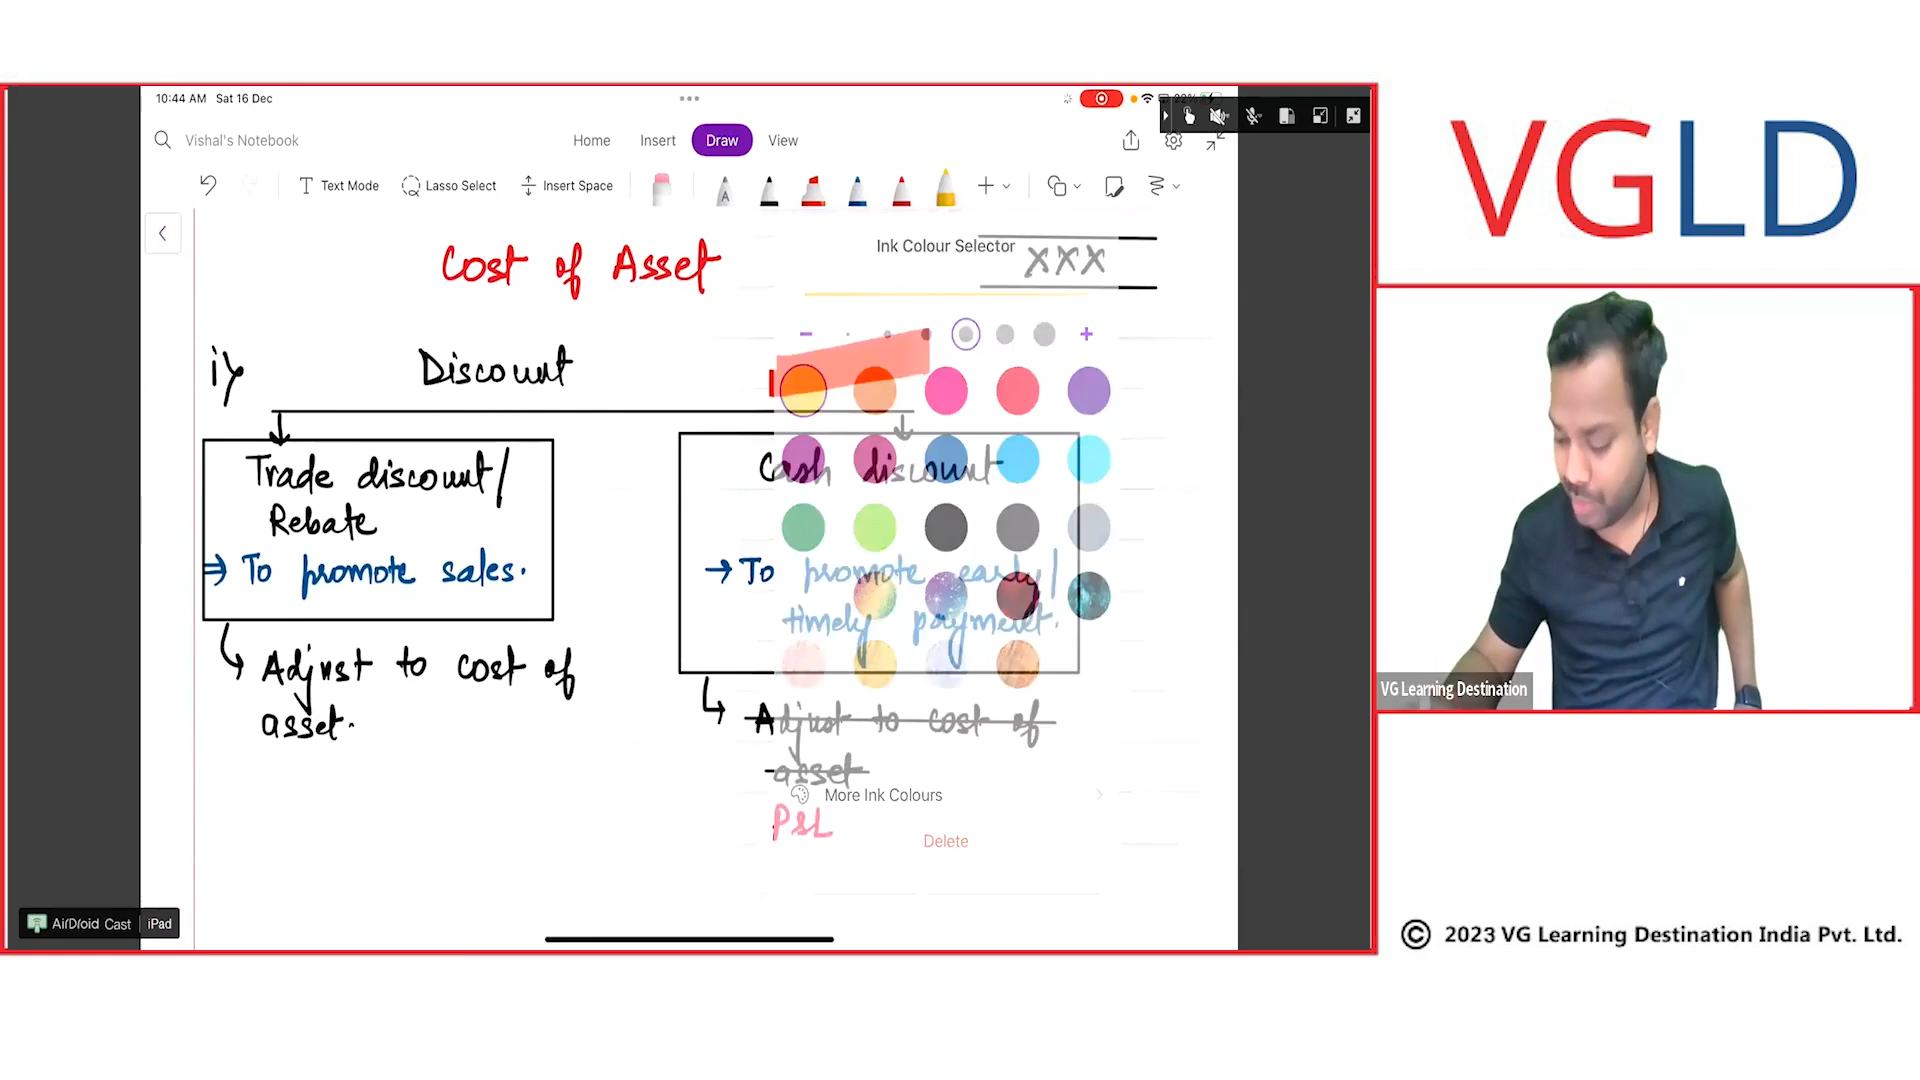 10:44 AM Sat 16 Dec
22%
Vishal's Notebook
Home Insert Draw View
Text Mode Lasso Select Insert Space
A
Ink Colour Selector
XXX
Cost of Asset
i)
Discount
Trade discount/
Rebate
⇒ To promote sales.
Adjust to cost of
asset.
Cash discount
→ To promote early/
timely payment.
Adjust to cost of
asset
P&L
More Ink Colours
Delete
AirDroid Cast iPad
VGLD
VG Learning Destination
© 2023 VG Learning Destination India Pvt. Ltd.